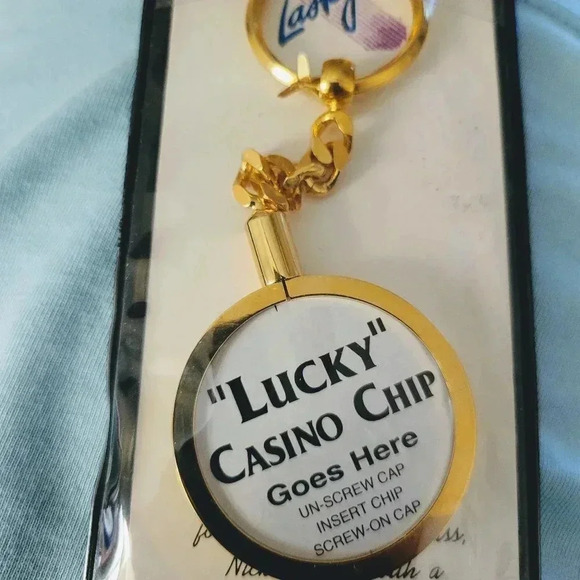 "LUCKY"
CASINO CHIP
Goes Here
UN-SCREW CAP
INSERT CHIP
SCREW-ON CAP
a